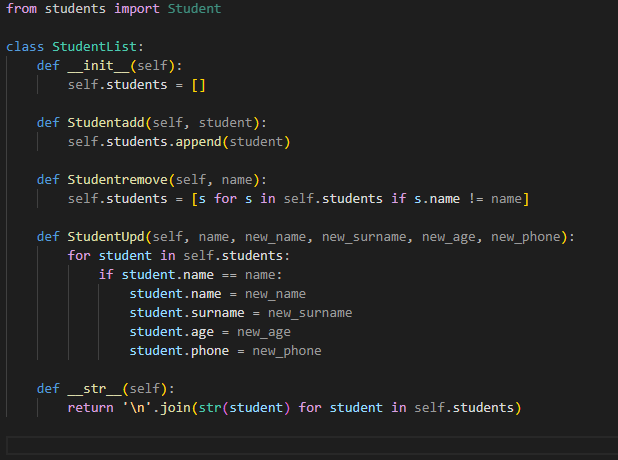 from students import Student
class StudentList:
def __init__(self):
self.students = []
def Studentadd(self, student):
self.students.append(student)
def Studentremove(self, name):
self.students = [s for s in self.students if s.name != name]
def StudentUpd(self, name, new_name, new_surname, new_age, new_phone):
for student in self.students:
if student.name == name:
student.name = new_name
student.surname = new_surname
student.age = new_age
student.phone = new_phone
def __str__(self):
return '\n'.join(str(student) for student in self.students)